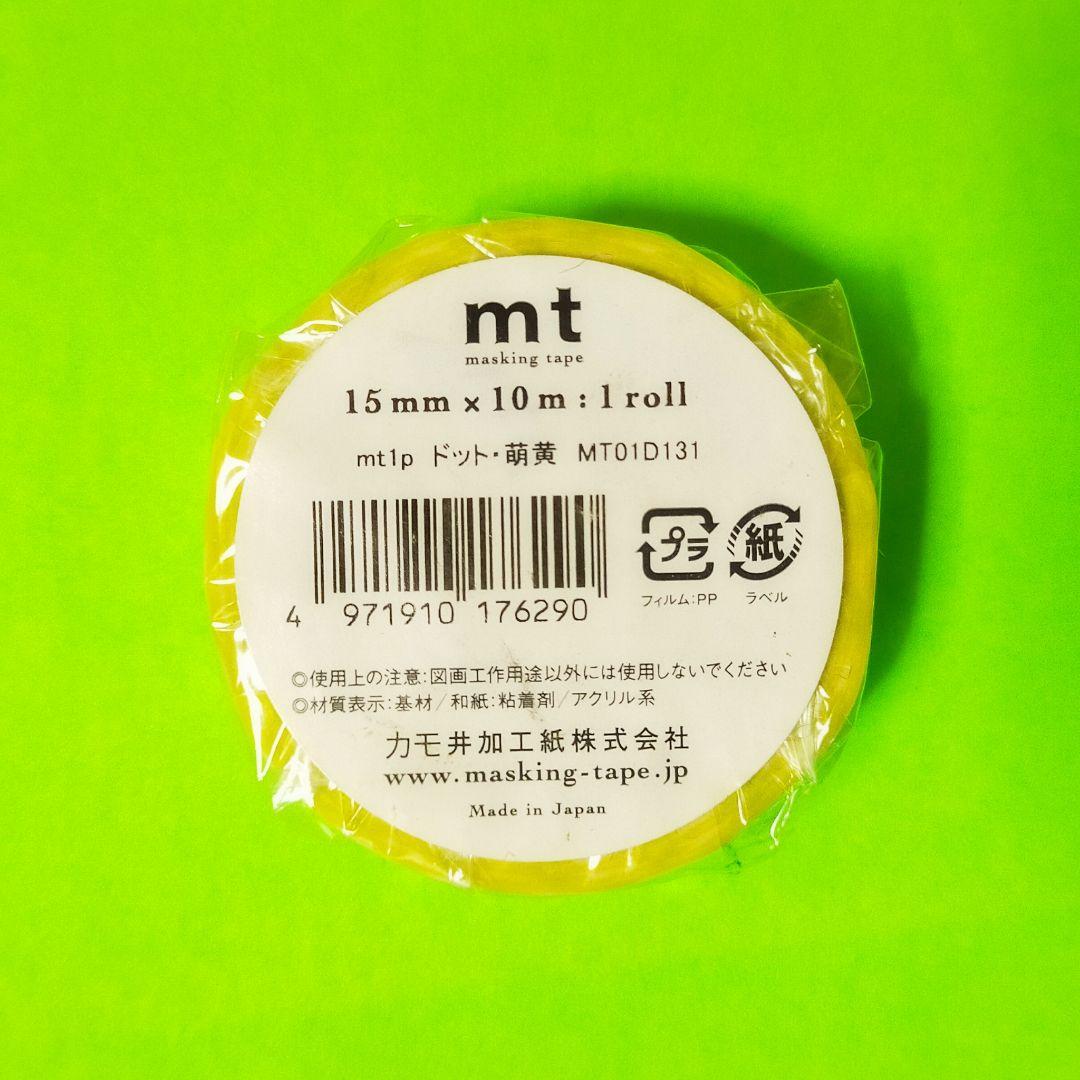 mt
masking tape
15mm × 10m : 1 roll
mt1p ドット・萌黄 MT01D131
プラ 紙
フィルム:PP ラベル
4 971910 176290
◎使用上の注意:図画工作用途以外には使用しないでください
◎材質表示:基材/和紙:粘着剤/アクリル系
カモ井加工紙株式会社
www.masking-tape.jp
Made in Japan